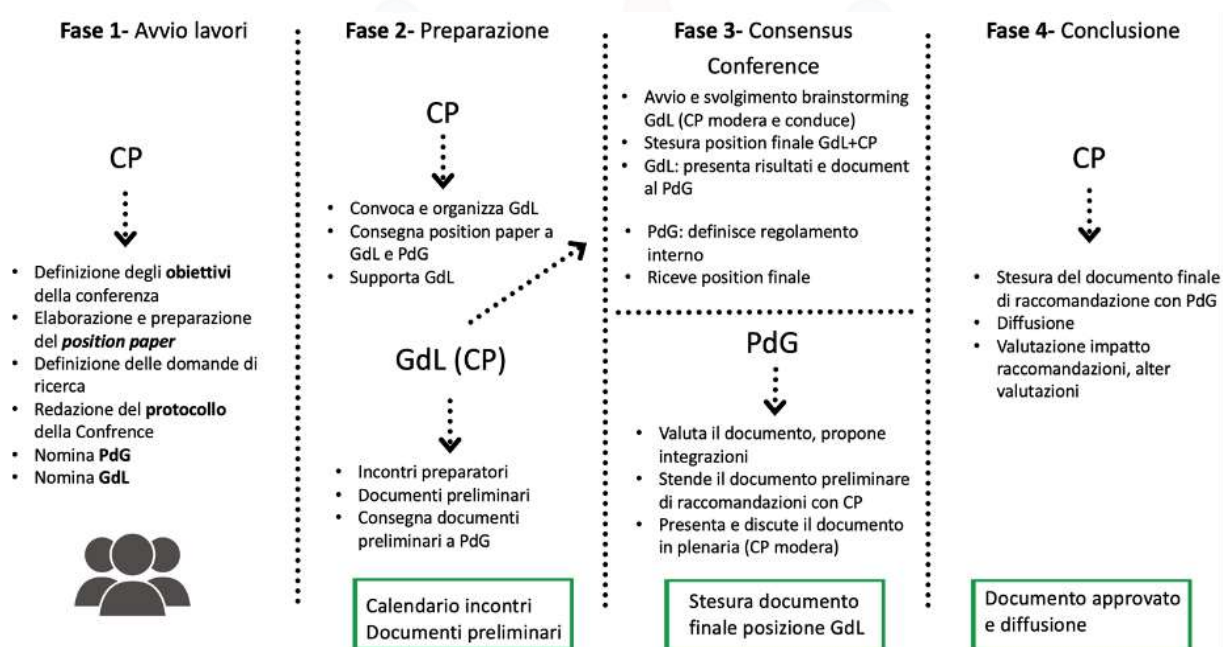 Fase 1- Avvio lavori
CP
• Definizione degli obiettivi
della conferenza
• Elaborazione e preparazione
del position paper
• Definizione delle domande di
ricerca
• Redazione del protocollo
della Confrence
• Nomina PdG
• Nomina GdL
Fase 2- Preparazione
CP
• Convoca e organizza GdL
• Consegna position paper a
GdL e PdG
• Supporta GdL
GdL (CP)
• Incontri preparatori
• Documenti preliminari
• Consegna documenti
preliminari a PdG
Calendario incontri
Documenti preliminari
Fase 3- Consensus
Conference
• Avvio e svolgimento brainstorming
GdL (CP modera e conduce)
• Stesura position finale GdL+CP
• GdL: presenta risultati e document
al PdG
• PdG: definisce regolamento
interno
• Riceve position finale
PdG
• Valuta il documento, propone
integrazioni
• Stende il documento preliminare
di raccomandazioni con CP
• Presenta e discute il documento
in plenaria (CP modera)
Stesura documento
finale posizione GdL
Fase 4- Conclusione
CP
• Stesura del documento finale
di raccomandazione con PdG
• Diffusione
• Valutazione impatto
raccomandazioni, alter
valutazioni
Documento approvato
e diffusione